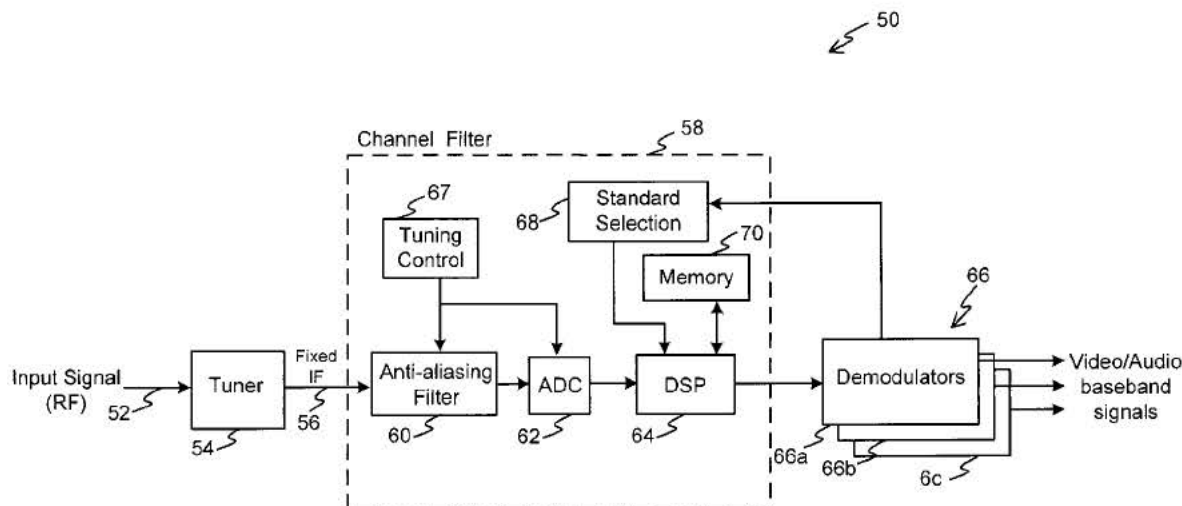 50
Channel Filter
58
67
Tuning
Control
68
Standard
Selection
70
Memory
66
Input Signal
(RF)
52
Tuner
54
Fixed
IF
56
Anti-aliasing
Filter
60
ADC
62
DSP
64
Demodulators
66a
66b
6c
Video/Audio
baseband
signals